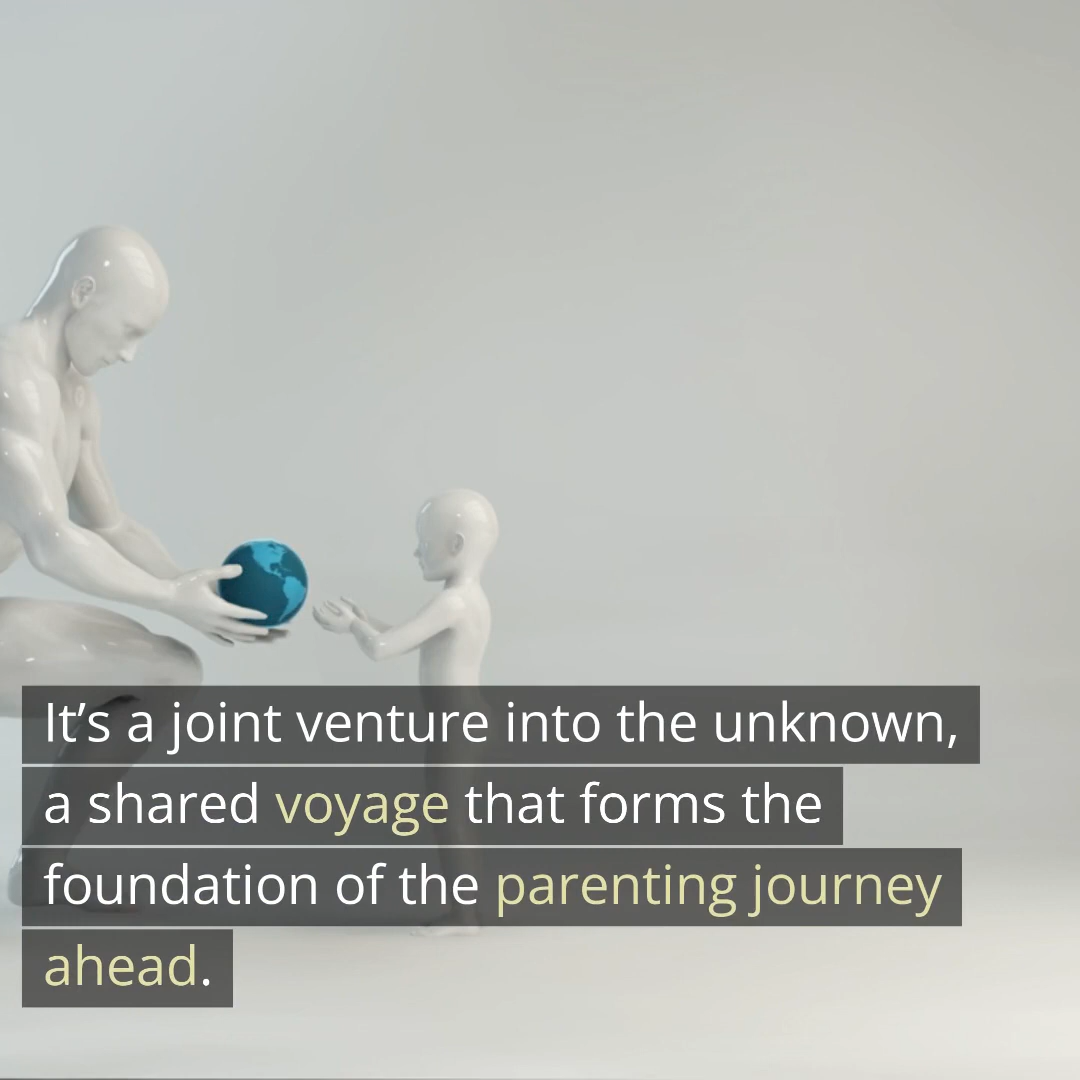 It’s a joint venture into the unknown,
a shared voyage that forms the
foundation of the parenting journey
ahead.